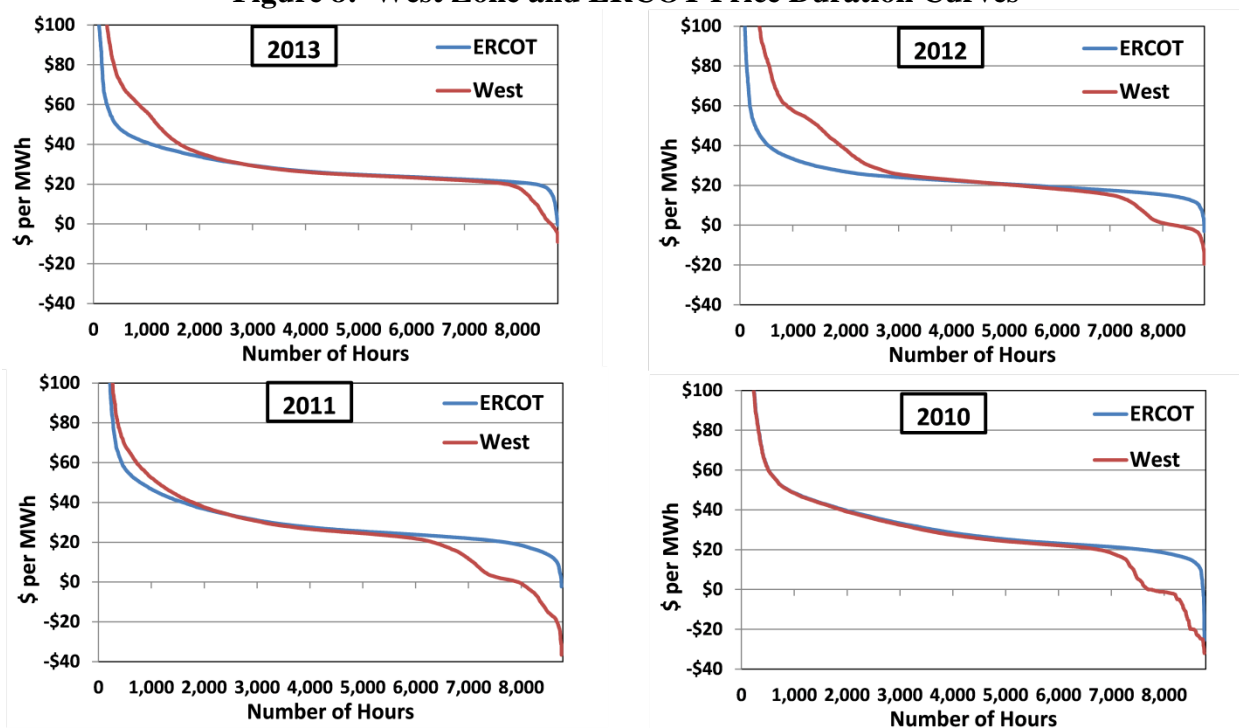 Figure 8:  West Zone and ERCOT Price Duration Curves
$100
$80
$60
$40
$20
$0
-$20
-$40
$ per MWh
2013
ERCOT
West
0 1,000 2,000 3,000 4,000 5,000 6,000 7,000 8,000
Number of Hours
$100
$80
$60
$40
$20
$0
-$20
-$40
$ per MWh
2012
ERCOT
West
0 1,000 2,000 3,000 4,000 5,000 6,000 7,000 8,000
Number of Hours
$100
$80
$60
$40
$20
$0
-$20
-$40
$ per MWh
2011
ERCOT
West
0 1,000 2,000 3,000 4,000 5,000 6,000 7,000 8,000
Number of Hours
$100
$80
$60
$40
$20
$0
-$20
-$40
$ per MWh
2010
ERCOT
West
0 1,000 2,000 3,000 4,000 5,000 6,000 7,000 8,000
Number of Hours